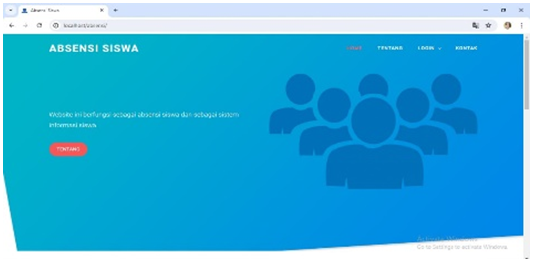 Absensi Siswa
localhost/absensi/
ABSENSI SISWA
HOME TENTANG LOGIN KONTAK
Website ini berfungsi sebagai absensi siswa dan sebagai sistem
informasi siswa
TENTANG
Activate Windows
Go to Settings to activate Windows.